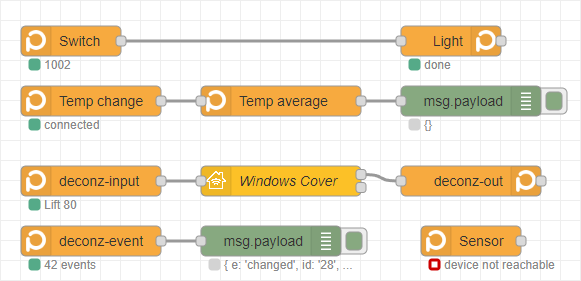 Switch
Light
1002
done
Temp change
Temp average
msg.payload
connected
{}
deconz-input
Windows Cover
deconz-out
Lift 80
deconz-event
msg.payload
Sensor
42 events
{ e: 'changed', id: '28', ...
device not reachable